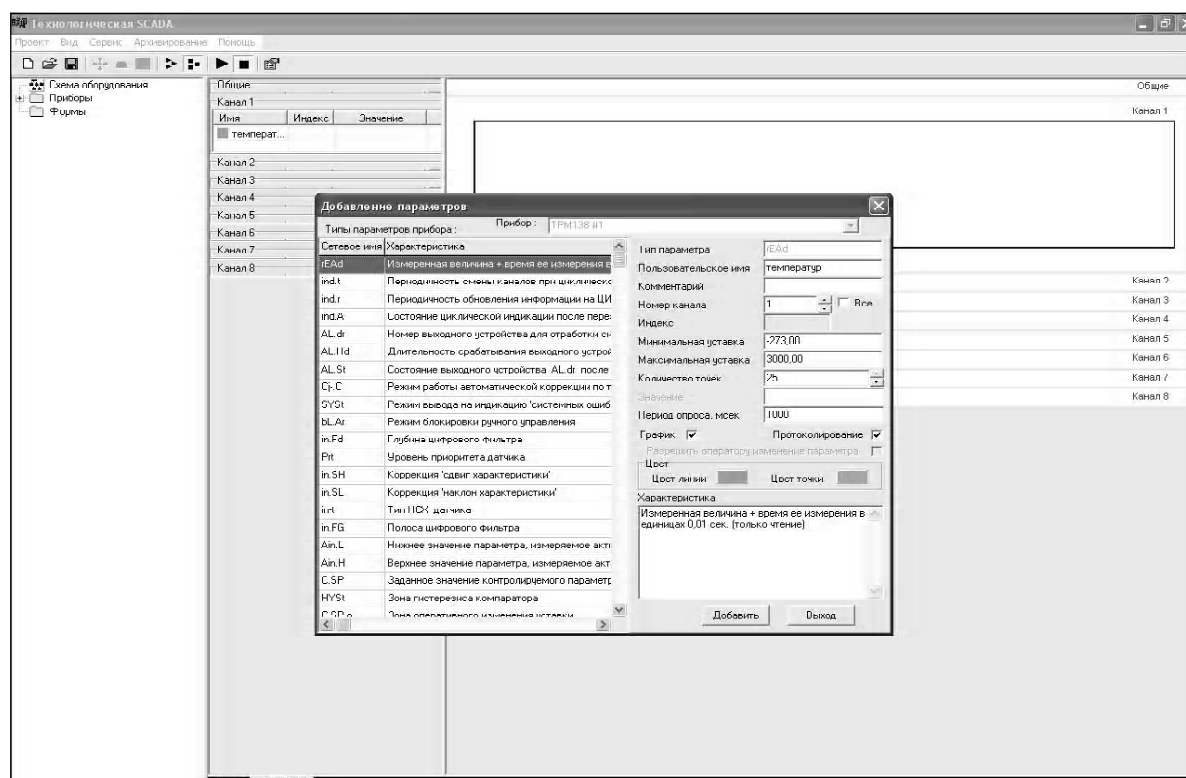 Технологическая SCADA
Проект Вид Сервис Архивирование Помощь
Схема оборудования
Приборы
Формы
Общие
Канал 1
Имя Индекс Значение
температ...
Канал 2
Канал 3
Канал 4
Канал 5
Канал 6
Канал 7
Канал 8
Общие
Канал 1
Канал 2
Канал 3
Канал 4
Канал 5
Канал 6
Канал 7
Канал 8
Добавление параметров
Типы параметров прибора :
Прибор : ТРМ138 #1
Сетевое имя Характеристика
rEAd Измеренная величина + время ее измерения в
ind.t Периодичность смены каналов при циклическо
ind.r Периодичность обновления информации на ЦИ
ind.A Состояние циклической индикации после пере
AL.dr Номер выходного устройства для отработки си
AL.Hd Длительность срабатывания выходного устрой
AL.St Состояние выходного устройства AL.dr после
Cj-.C Режим работы автоматической коррекции по т
SYSt Режим вывода на индикацию 'системных ошиб
bL.Ar Режим блокировки ручного управления
in.Fd Глубина цифрового фильтра
Prt Уровень приоритета датчика
in.SH Коррекция 'сдвиг характеристики'
in.SL Коррекция 'наклон характеристики'
in-t Тип НСХ датчика
in.FG Полоса цифрового фильтра
Ain.L Нижнее значение параметра, измеряемое акт
Ain.H Верхнее значение параметра, измеряемое акт
C.SP Заданное значение контролируемого параметр
HYSt Зона гистерезиса компаратора
C.SP.o Зона оперативного изменения уставки
Тип параметра rEAd
Пользовательское имя температур
Комментарий
Номер канала 1 Все
Индекс
Минимальная уставка -273,00
Максимальная уставка 3000,00
Количество точек 25
Значение
Период опроса, мсек 1000
График Протоколирование
Разрешить оператору изменение параметра
Цвет
Цвет линии Цвет точки
Характеристика
Измеренная величина + время ее измерения в
единицах 0,01 сек. (только чтение)
Добавить Выход